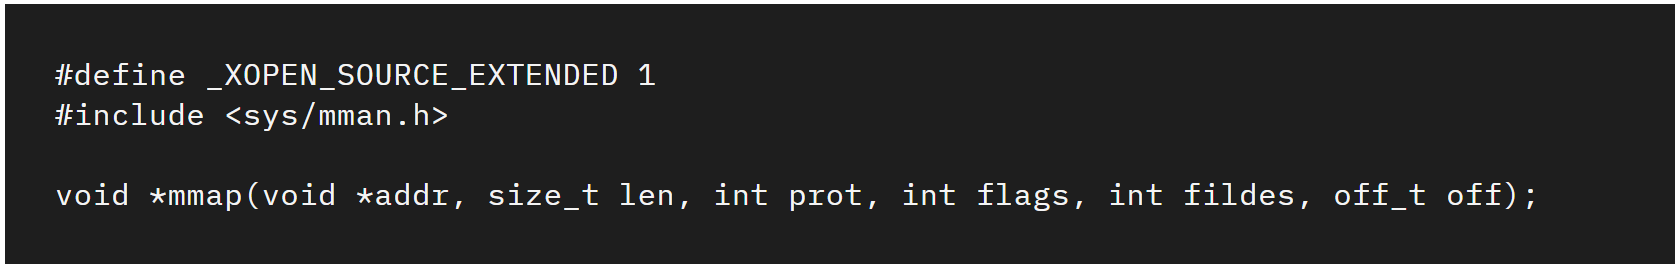 #define _XOPEN_SOURCE_EXTENDED 1
#include <sys/mman.h>
void *mmap(void *addr, size_t len, int prot, int flags, int fildes, off_t off);